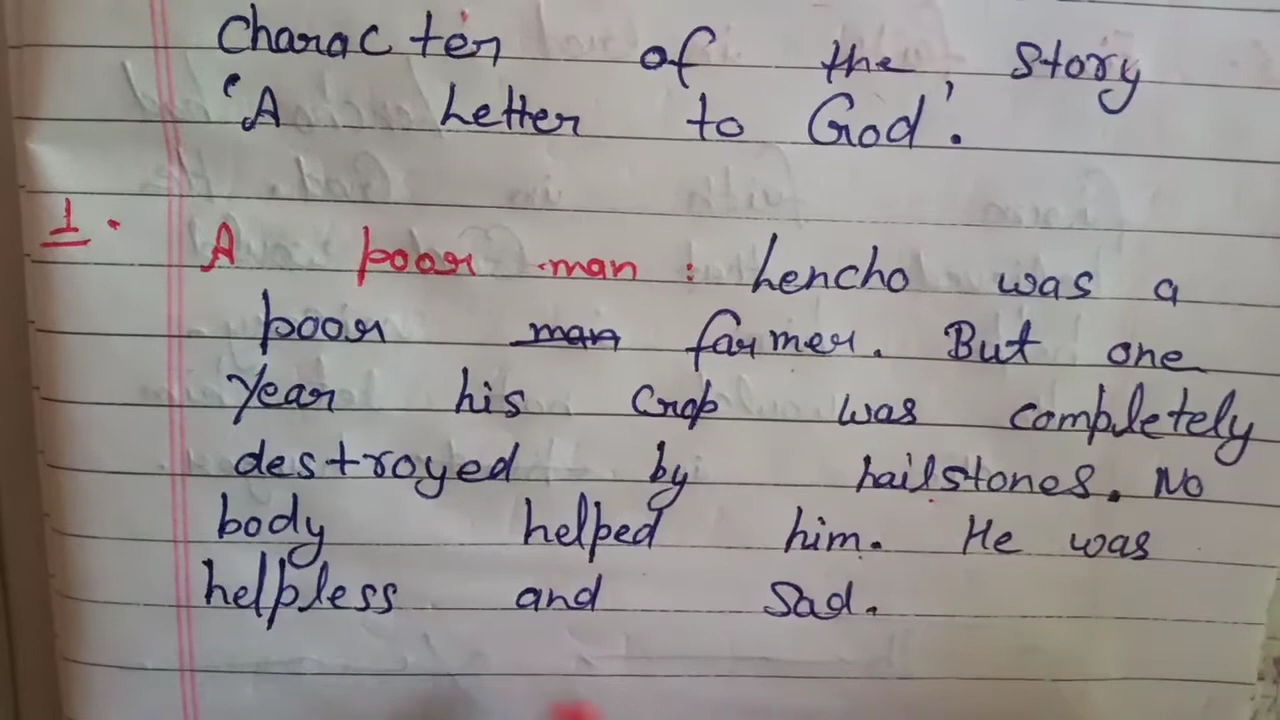 Character of the story
'A Letter to God'.
1. A poor man : Lencho was a
poor man farmer. But one
year his crop was completely
destroyed by hailstones. No
body helped him. He was
helpless and sad.